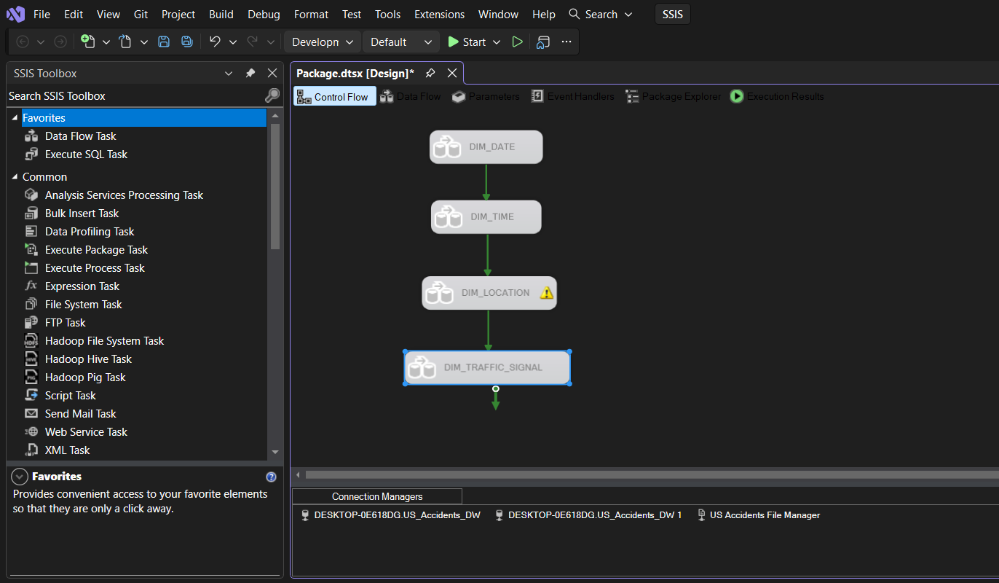 File Edit View Git Project Build Debug Format Test Tools Extensions Window Help Search SSIS
Developn Default Start
SSIS Toolbox
Search SSIS Toolbox
Favorites
Data Flow Task
Execute SQL Task
Common
Analysis Services Processing Task
Bulk Insert Task
Data Profiling Task
Execute Package Task
Execute Process Task
Expression Task
File System Task
FTP Task
Hadoop File System Task
Hadoop Hive Task
Hadoop Pig Task
Script Task
Send Mail Task
Web Service Task
XML Task
Favorites
Provides convenient access to your favorite elements
so that they are only a click away.
Package.dtsx [Design]*
Control Flow Data Flow Parameters Event Handlers Package Explorer Execution Results
DIM_DATE
DIM_TIME
DIM_LOCATION
DIM_TRAFFIC_SIGNAL
Connection Managers
DESKTOP-0E618DG.US_Accidents_DW DESKTOP-0E618DG.US_Accidents_DW 1 US Accidents File Manager